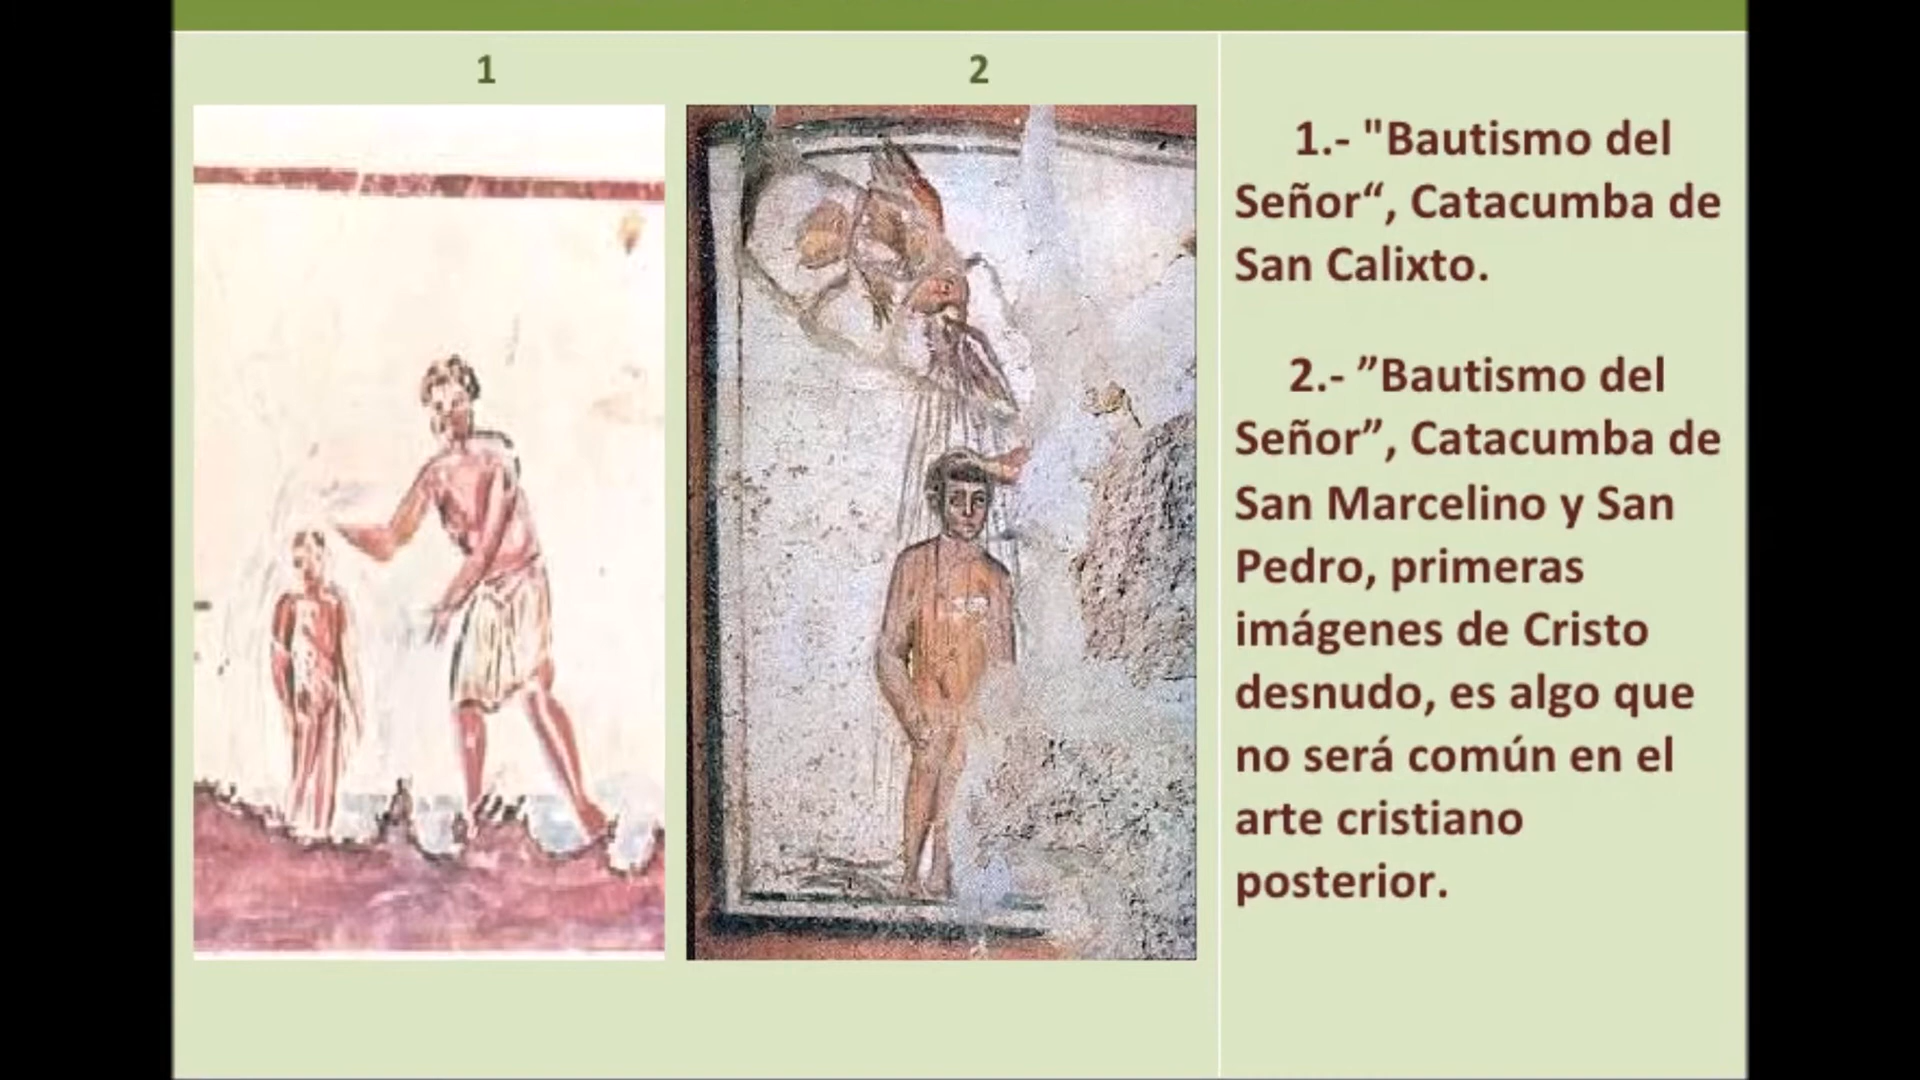 1
2
1.- "Bautismo del
Señor“, Catacumba de
San Calixto.
2.- ”Bautismo del
Señor”, Catacumba de
San Marcelino y San
Pedro, primeras
imágenes de Cristo
desnudo, es algo que
no será común en el
arte cristiano
posterior.